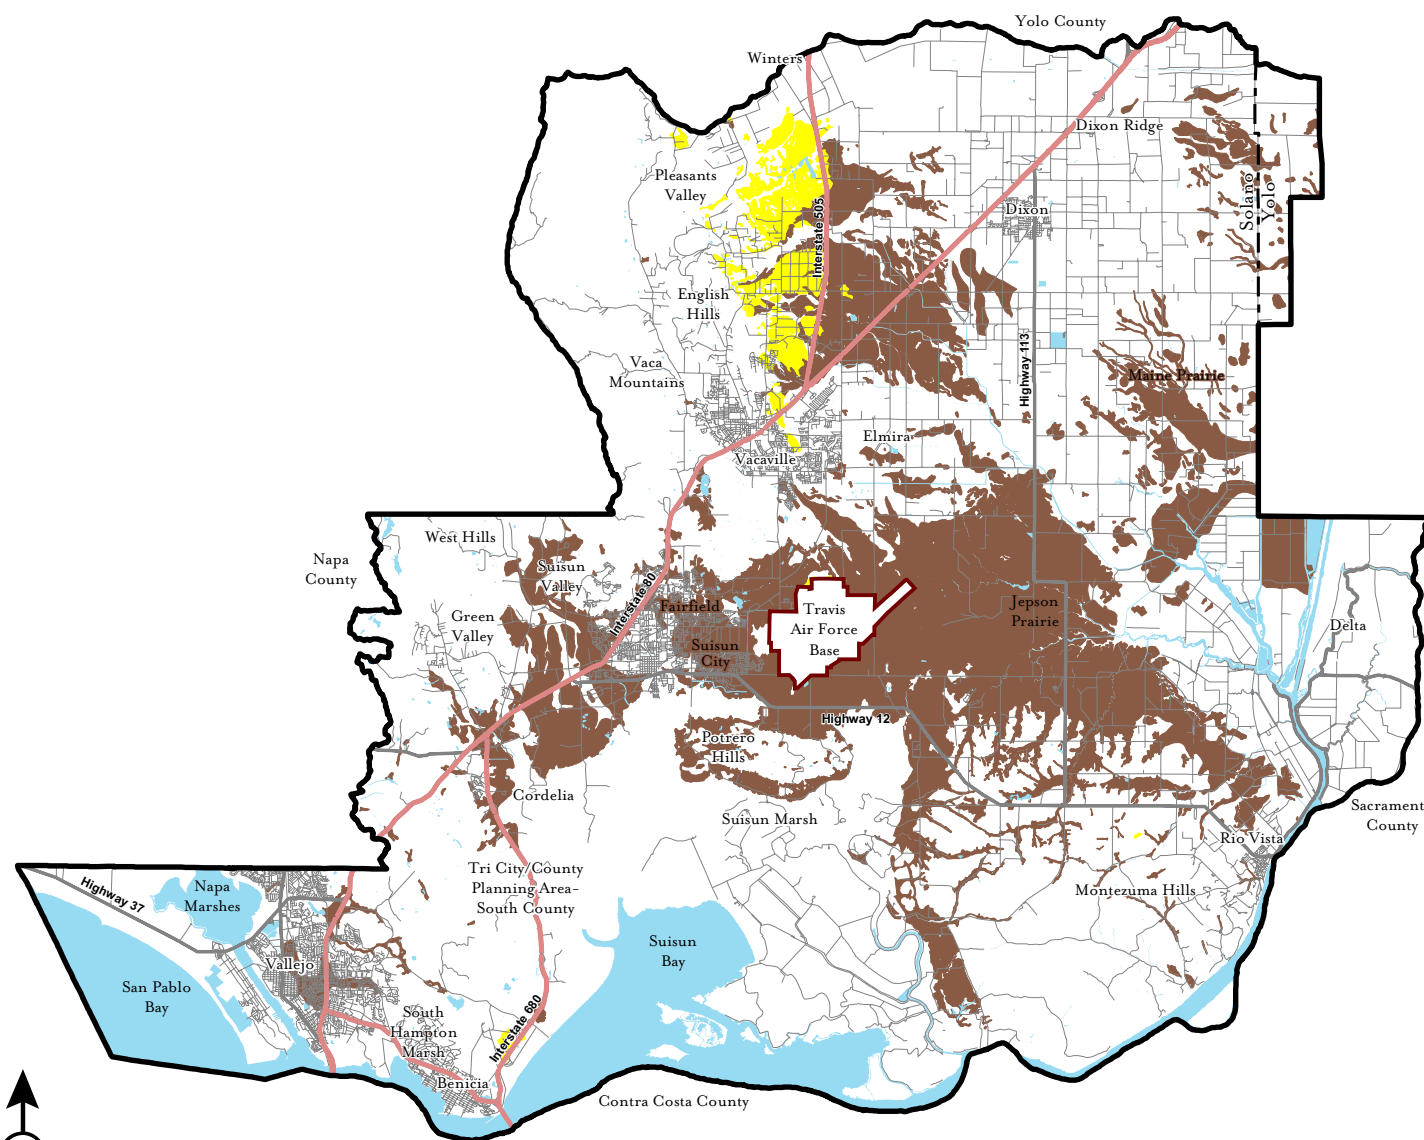 Yolo County
Winters
Dixon Ridge
Pleasants
Valley
Solano
Yolo
Dixon
Interstate 505
English
Hills
Highway 113
Vaca
Mountains
Maine Prairie
Elmira
Vacaville
West Hills
Napa
County
Suisun
Valley
Interstate 80
Fairfield
Travis
Air Force
Base
Jepson
Prairie
Green
Valley
Suisun
City
Delta
Highway 12
Potrero
Hills
Cordelia
Suisun Marsh
Sacrament
County
Rio Vista
Tri City/County
Planning Area-
South County
Montezuma Hills
Highway 37
Napa
Marshes
Suisun
Bay
Vallejo
San Pablo
Bay
South
Hampton
Marsh
Interstate 680
Benicia
Contra Costa County